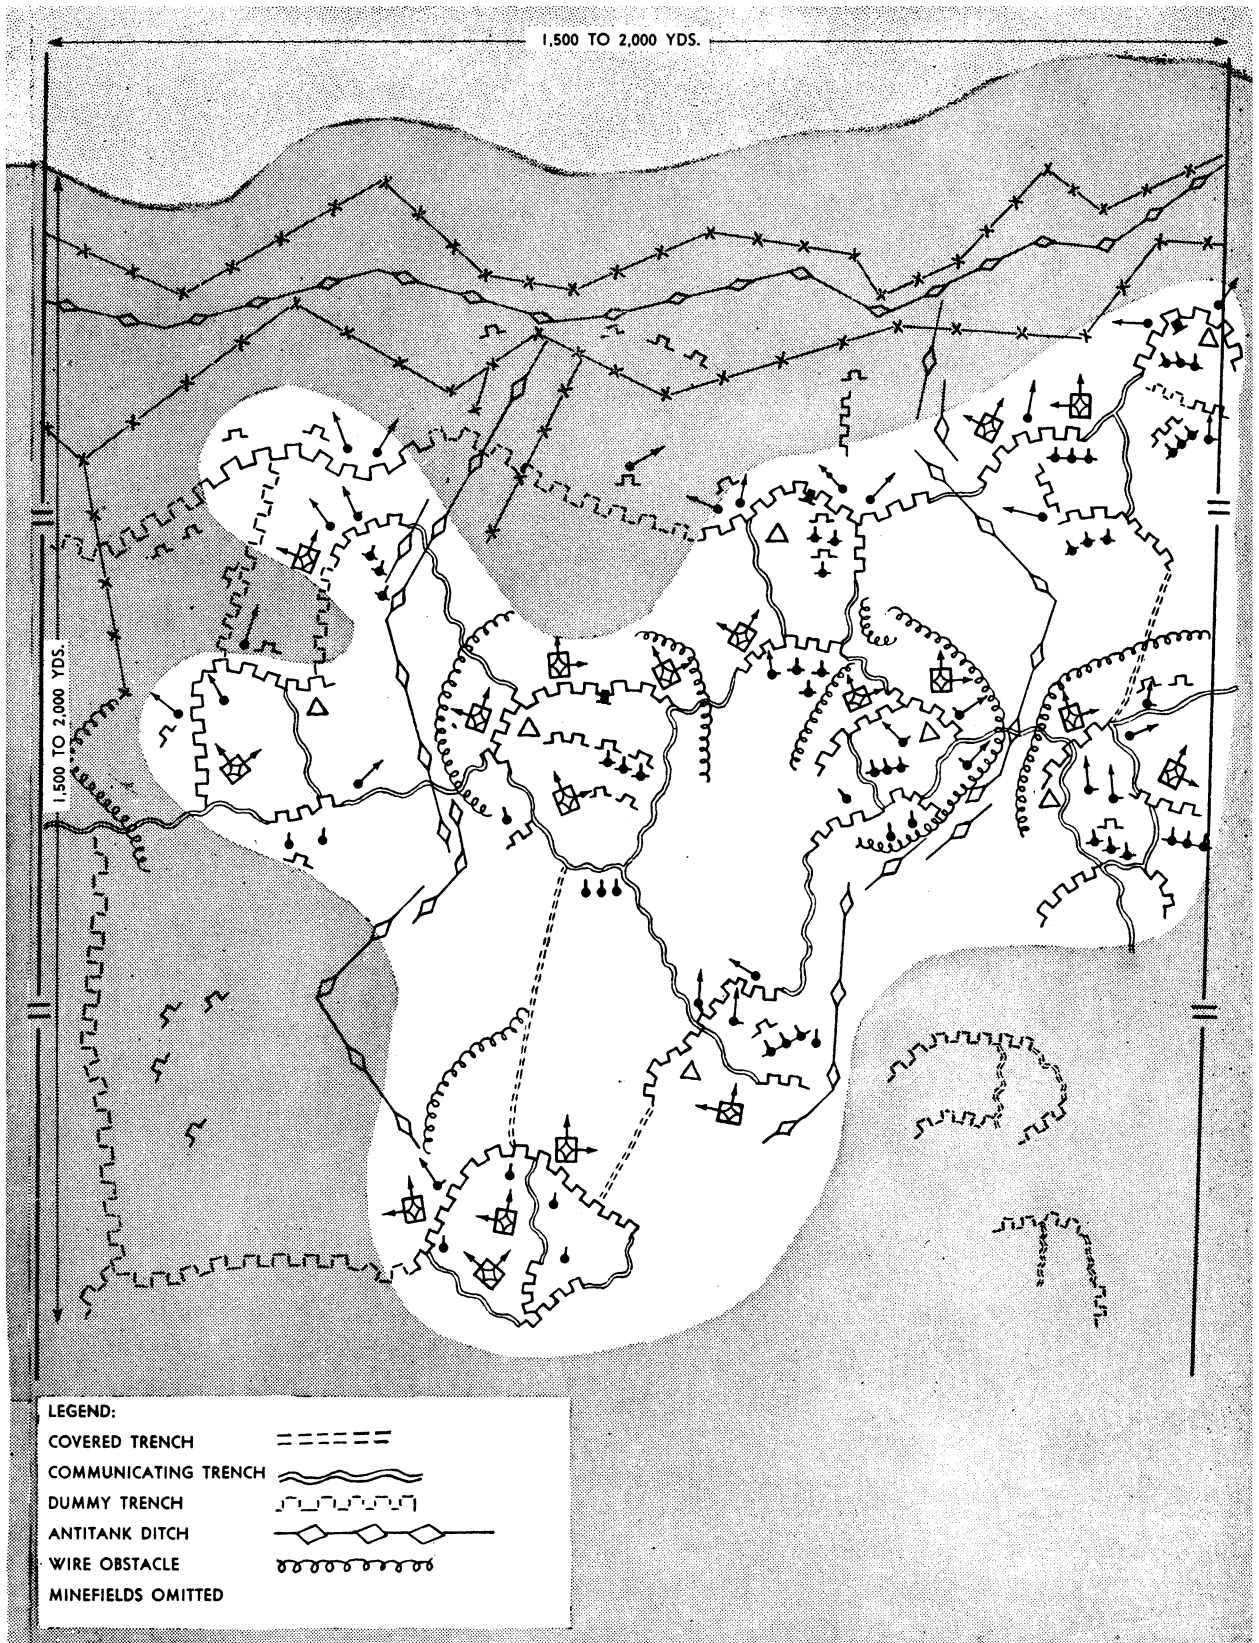 1,500 TO 2,000 YDS.
1,500 TO 2,000 YDS.
LEGEND:
COVERED TRENCH
COMMUNICATING TRENCH
DUMMY TRENCH
ANTITANK DITCH
WIRE OBSTACLE
MINEFIELDS OMITTED